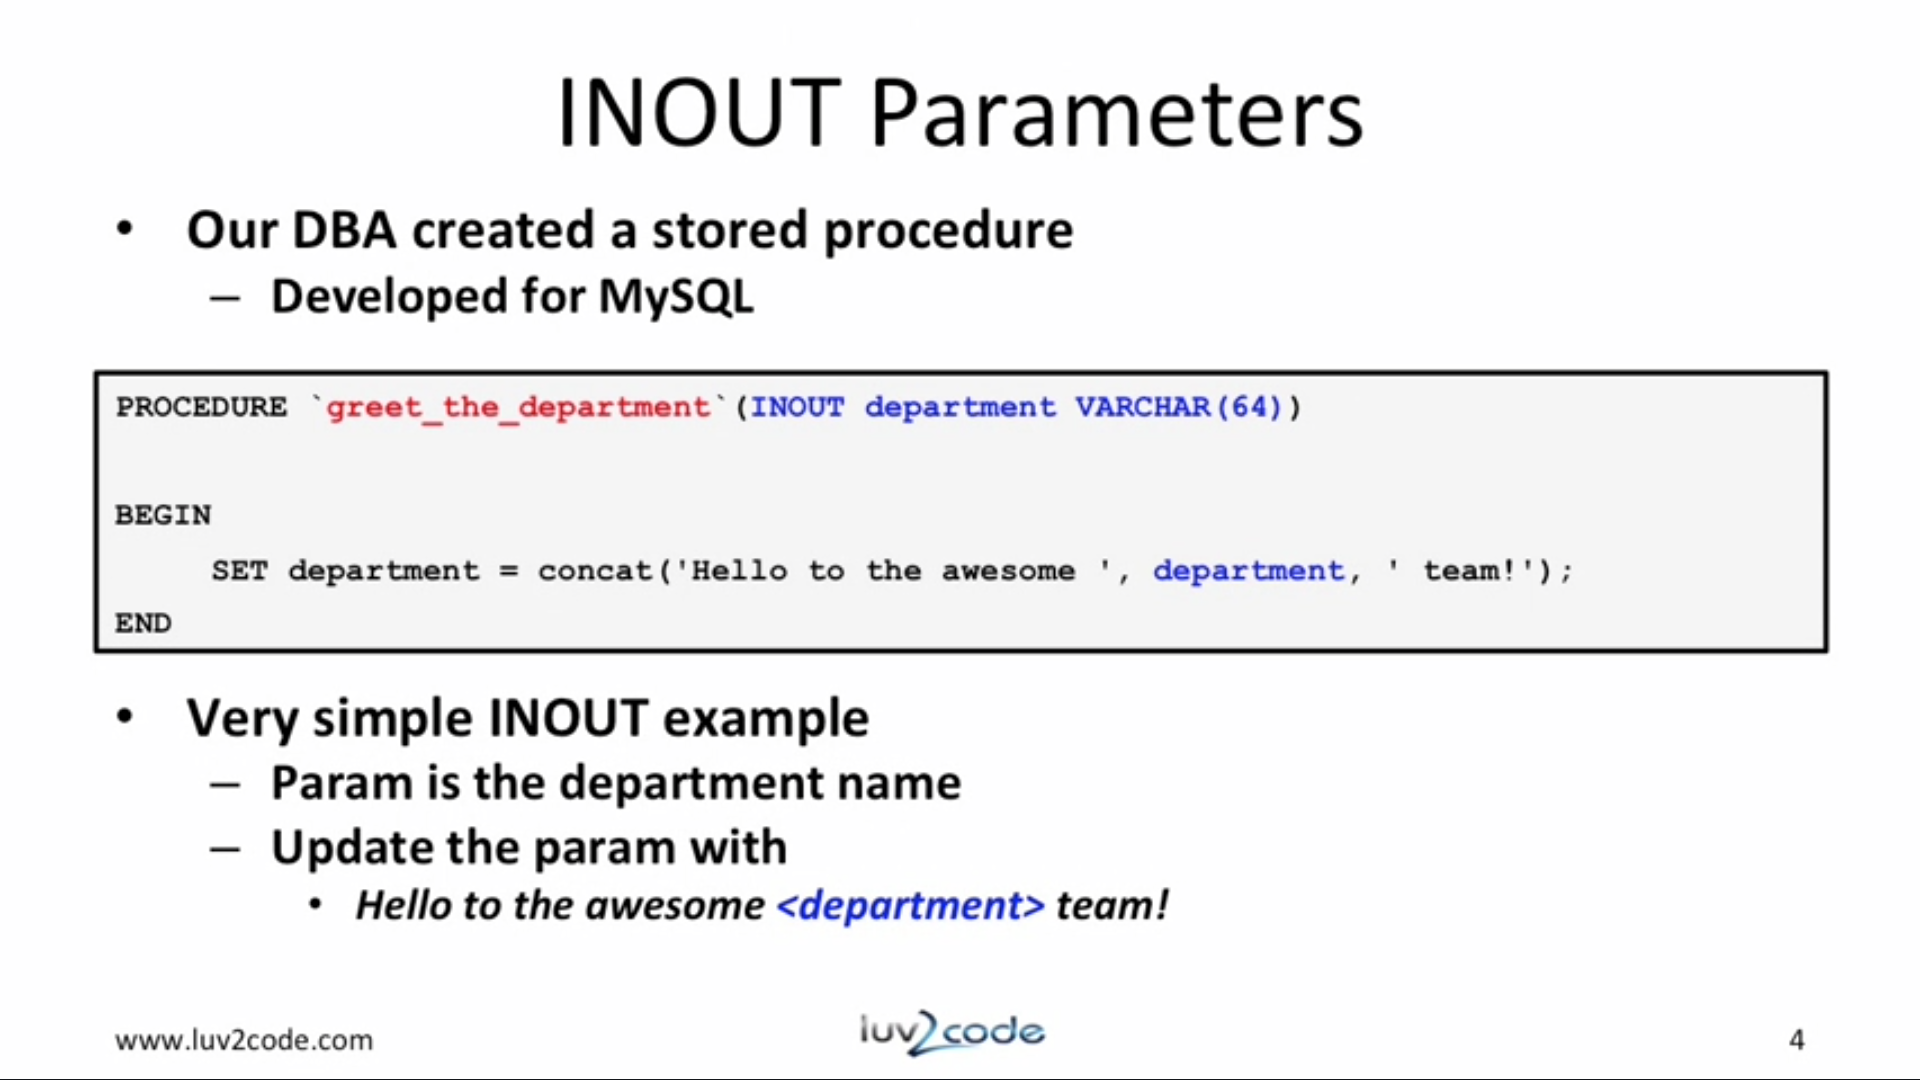 INOUT Parameters
• Our DBA created a stored procedure
– Developed for MySQL
PROCEDURE `greet_the_department`(INOUT department VARCHAR(64))
BEGIN
SET department = concat('Hello to the awesome ', department, ' team!');
END
• Very simple INOUT example
– Param is the department name
– Update the param with
• Hello to the awesome <department> team!
www.luv2code.com
luv2code
4